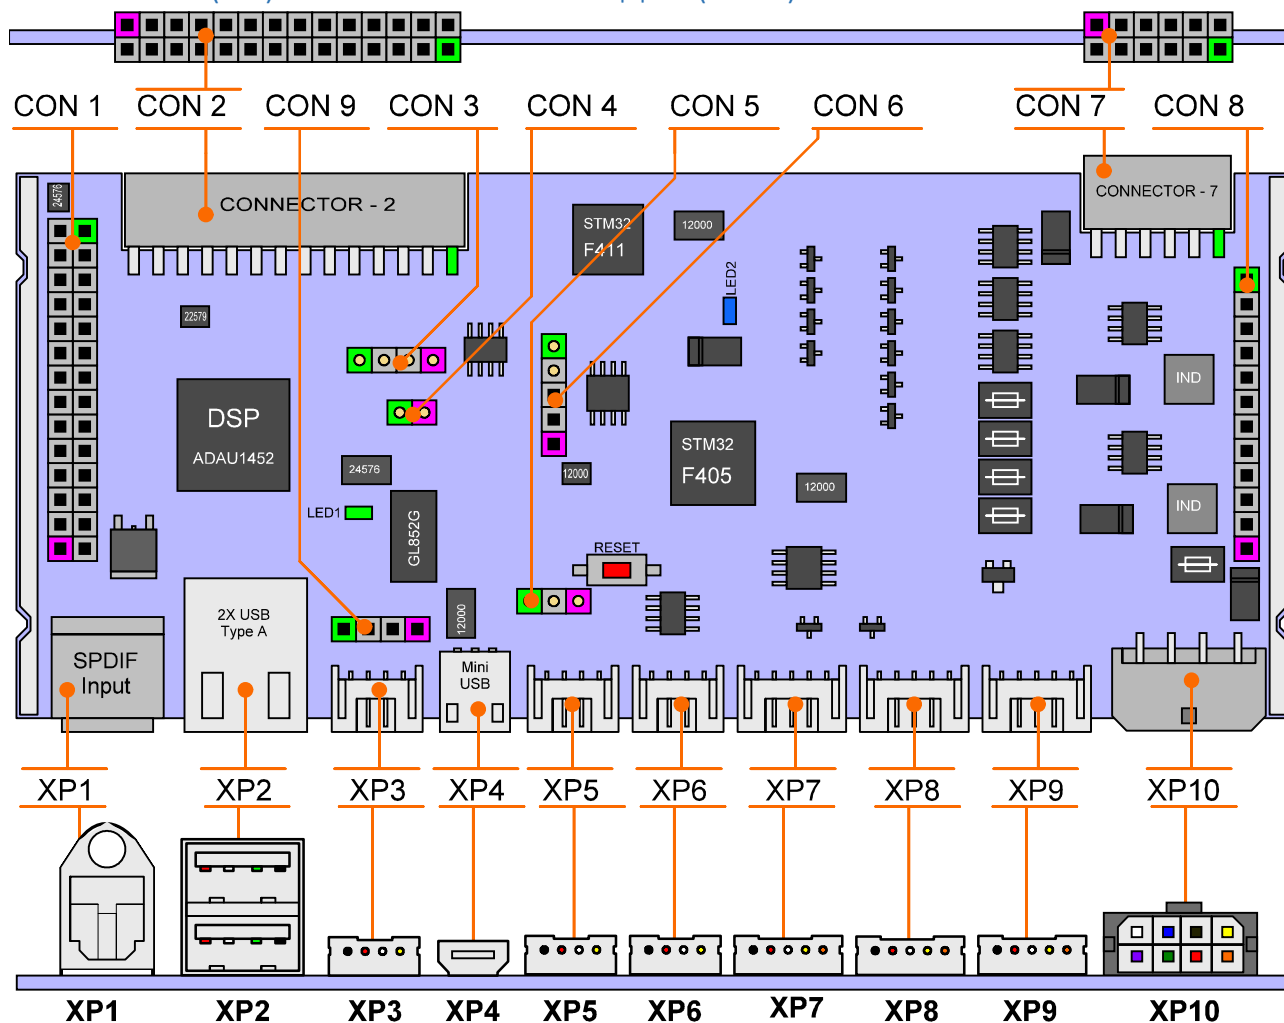 CON 1 CON 2 CON 9 CON 3 CON 4 CON 5 CON 6 CON 7 CON 8
24576
CONNECTOR - 2
STM32
F411
12000
CONNECTOR - 7
LED2
22579
IND
DSP
ADAU1452
STM32
F405
24576
12000
12000
LED1
GL852G
IND
RESET
12000
2X USB
Type A
SPDIF
Input
Mini
USB
XP1 XP2 XP3 XP4 XP5 XP6 XP7 XP8 XP9 XP10
XP1 XP2 XP3 XP4 XP5 XP6 XP7 XP8 XP9 XP10